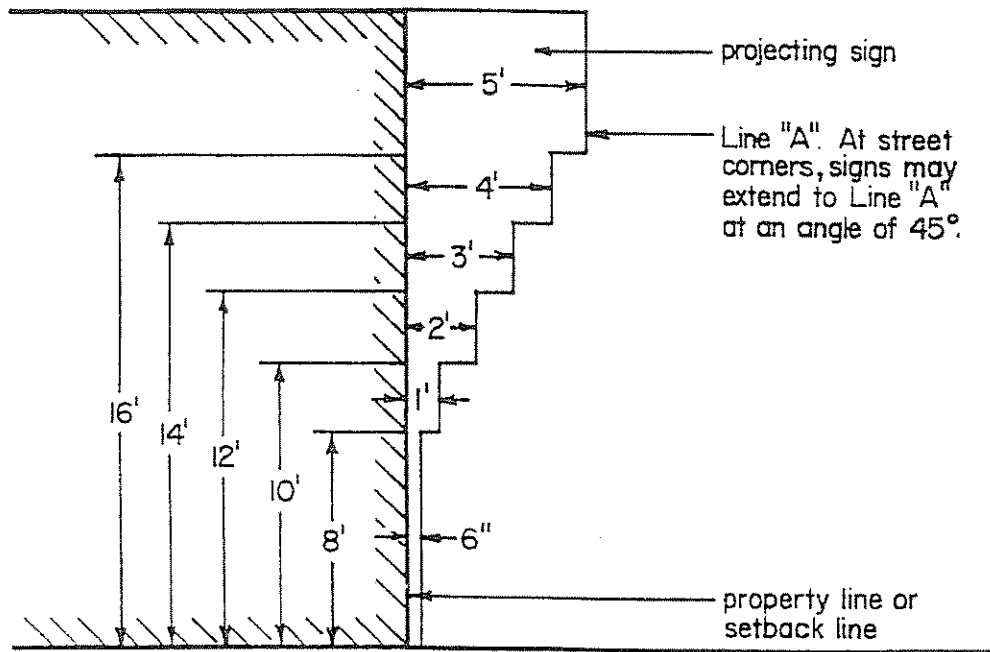 projecting sign
5'
Line "A". At street
corners, signs may
extend to Line "A"
at an angle of 45°.
4'
3'
2'
1'
16'
14'
12'
10'
8'
6"
property line or
setback line